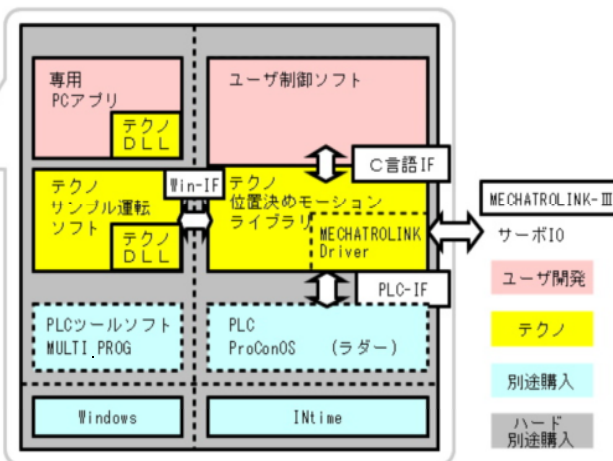 専用
PCアプリ
テクノ
DLL
ユーザ制御ソフト
C言語IF
テクノ
サンプル運転
ソフト
テクノ
DLL
Win-IF
テクノ
位置決めモーション
ライブラリ
MECHATROLINK
Driver
PLC-IF
PLCツールソフト
MULTI PROG
PLC
ProConOS (ラダー)
Windows
INtime
MECHATROLINK-Ⅲ
サーボIO
ユーザ開発
テクノ
別途購入
ハード
別途購入